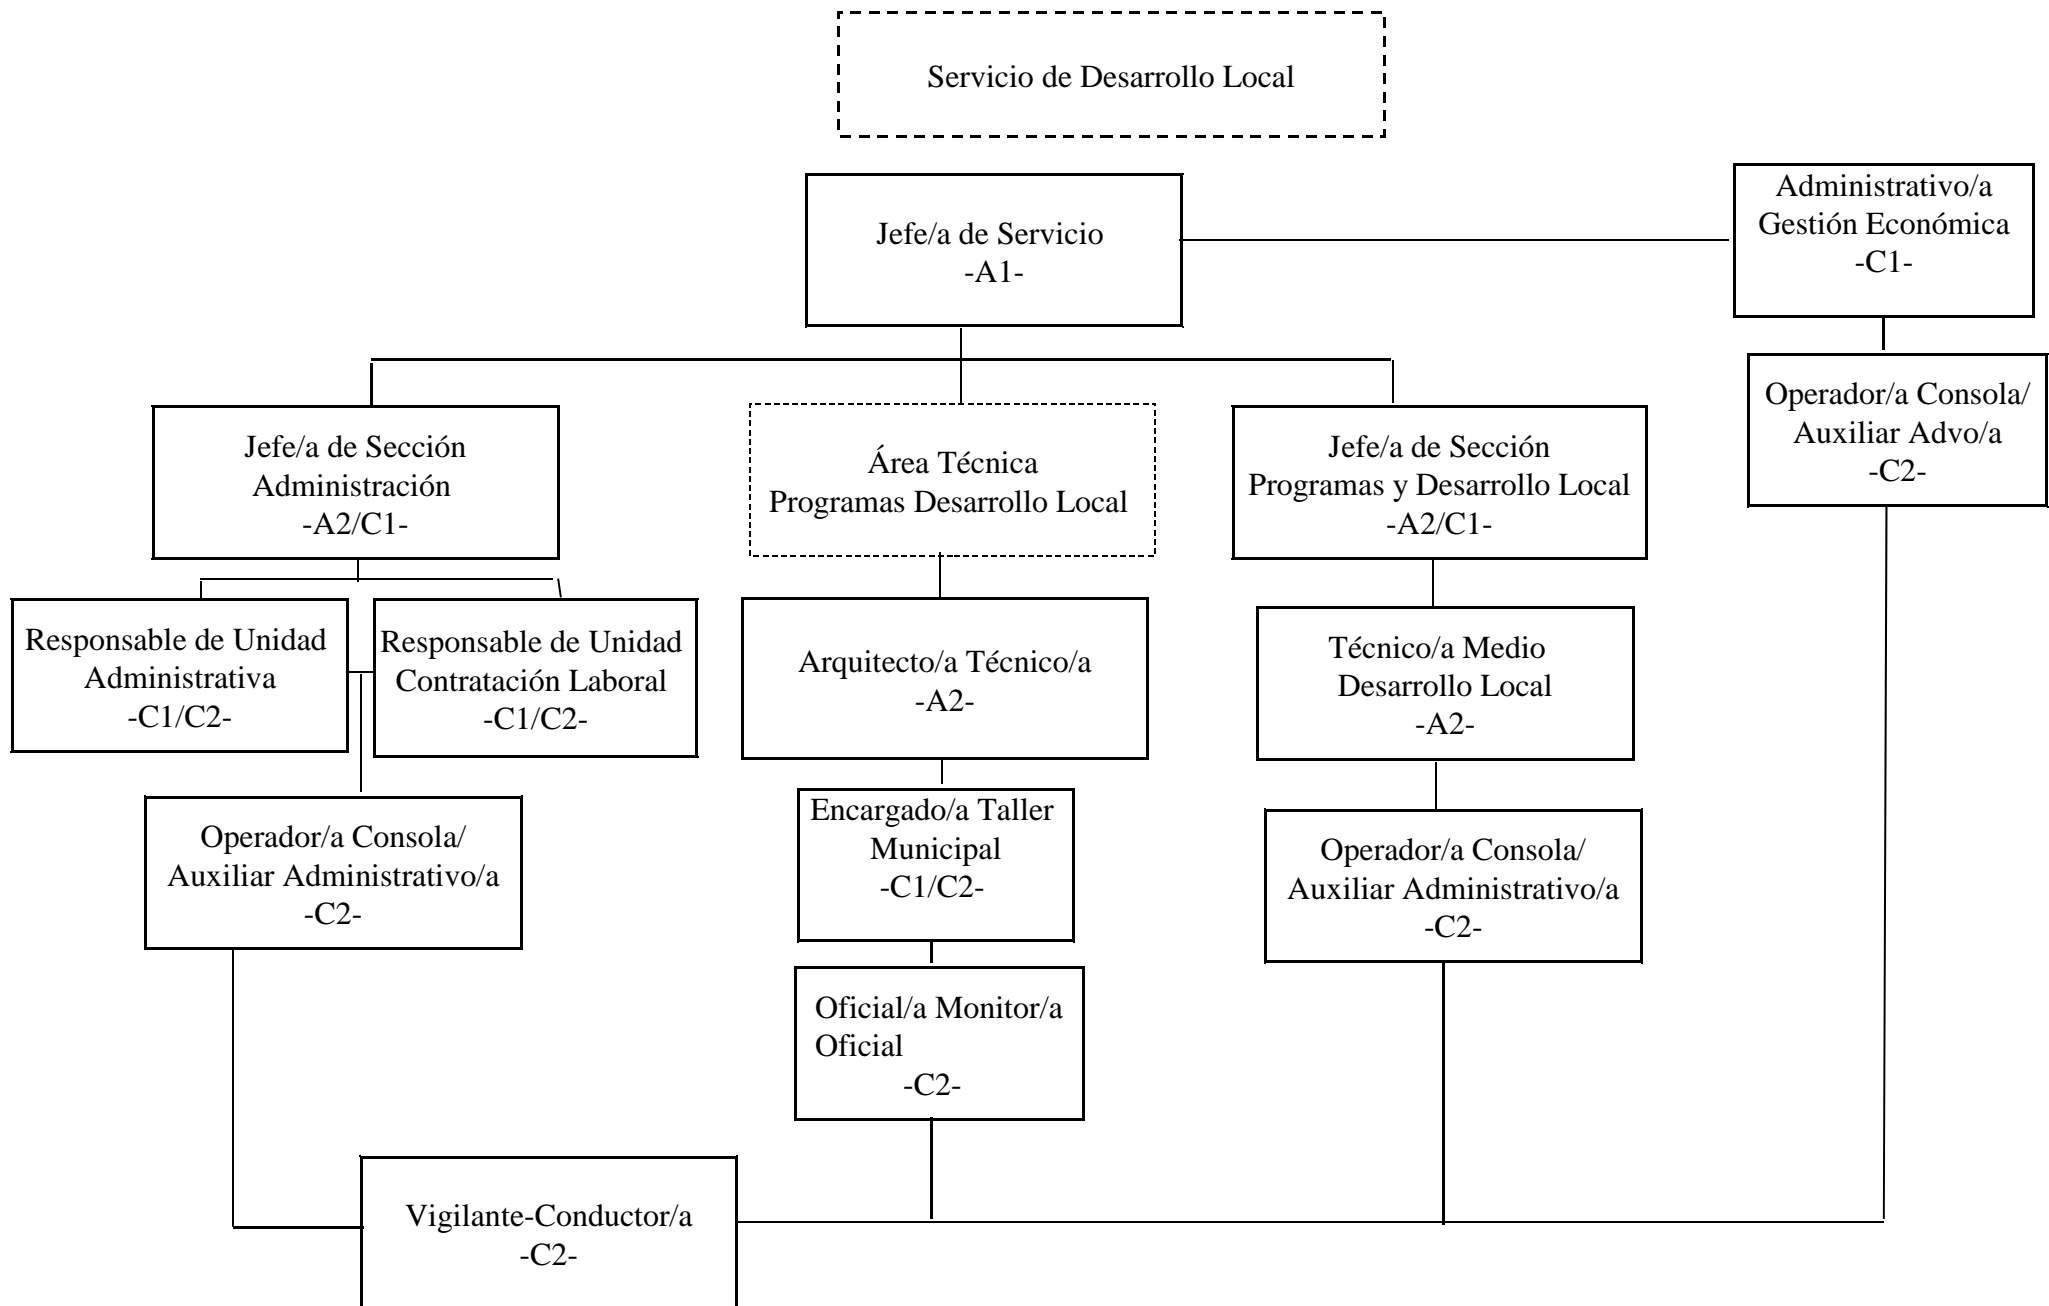 Servicio de Desarrollo Local
Jefe/a de Servicio
-A1-
Administrativo/a
Gestión Económica
-C1-
Operador/a Consola/
Auxiliar Advo/a
-C2-
Jefe/a de Sección
Administración
-A2/C1-
Área Técnica
Programas Desarrollo Local
Jefe/a de Sección
Programas y Desarrollo Local
-A2/C1-
Responsable de Unidad
Administrativa
-C1/C2-
Responsable de Unidad
Contratación Laboral
-C1/C2-
Arquitecto/a Técnico/a
-A2-
Técnico/a Medio
Desarrollo Local
-A2-
Operador/a Consola/
Auxiliar Administrativo/a
-C2-
Encargado/a Taller
Municipal
-C1/C2-
Operador/a Consola/
Auxiliar Administrativo/a
-C2-
Oficial/a Monitor/a
Oficial
-C2-
Vigilante-Conductor/a
-C2-